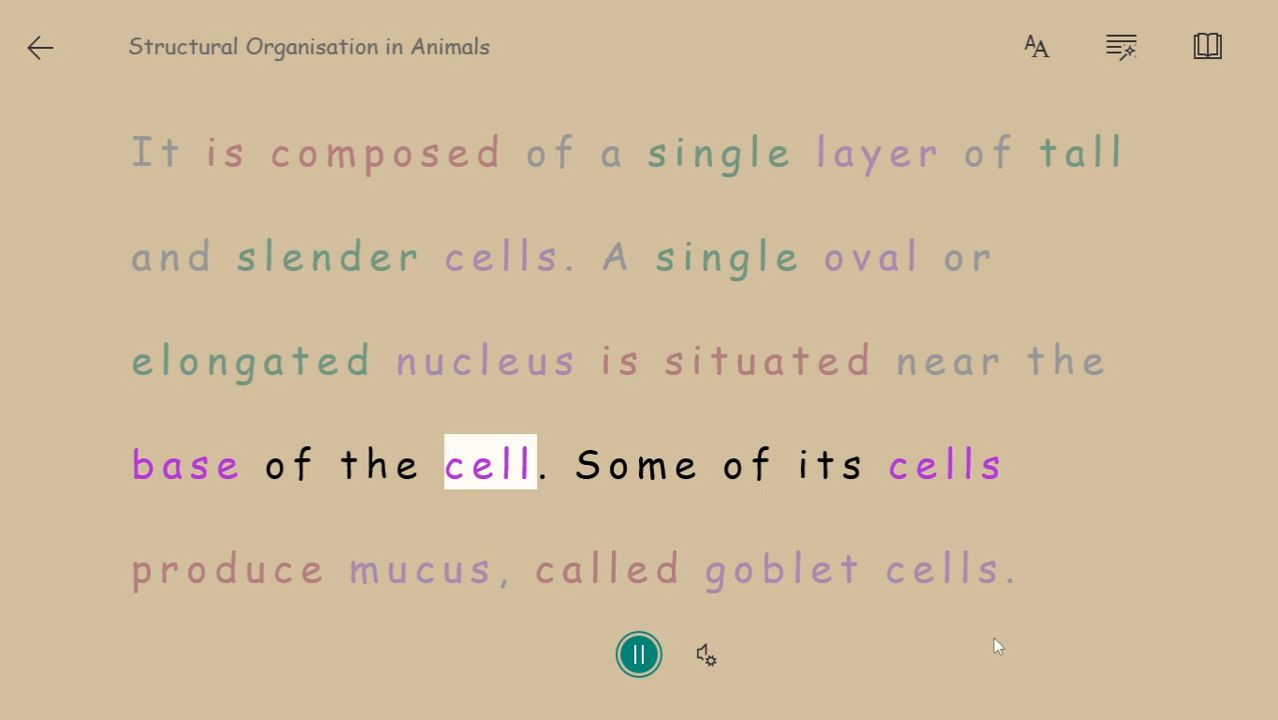 Structural Organisation in Animals
AA
It is composed of a single layer of tall
and slender cells. A single oval or
elongated nucleus is situated near the
base of the cell. Some of its cells
produce mucus, called goblet cells.